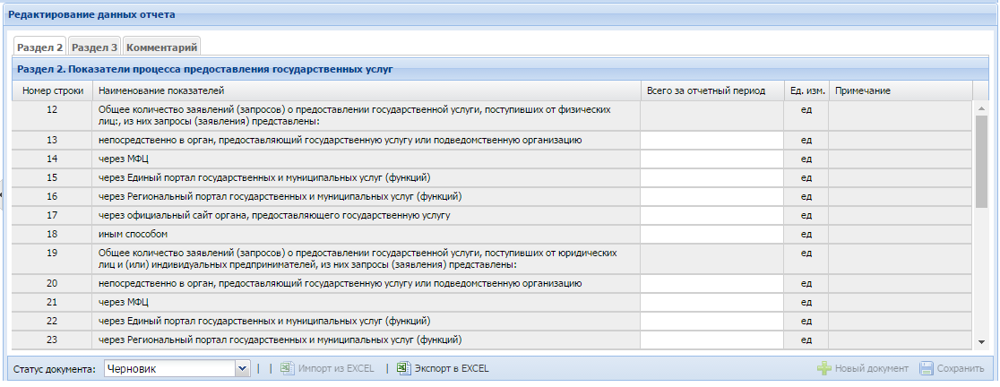 Редактирование данных отчета
Раздел 2 Раздел 3 Комментарий
Раздел 2. Показатели процесса предоставления государственных услуг
Номер строки Наименование показателей Всего за отчетный период Ед. изм. Примечание
12 Общее количество заявлений (запросов) о предоставлении государственной услуги, поступивших от физических ед
лиц:, из них запросы (заявления) представлены:
13 непосредственно в орган, предоставляющий государственную услугу или подведомственную организацию ед
14 через МФЦ ед
15 через Единый портал государственных и муниципальных услуг (функций) ед
16 через Региональный портал государственных и муниципальных услуг (функций) ед
17 через официальный сайт органа, предоставляющего государственную услугу ед
18 иным способом ед
19 Общее количество заявлений (запросов) о предоставлении государственной услуги, поступивших от юридических ед
лиц и (или) индивидуальных предпринимателей, из них запросы (заявления) представлены:
20 непосредственно в орган, предоставляющий государственную услугу или подведомственную организацию ед
21 через МФЦ ед
22 через Единый портал государственных и муниципальных услуг (функций) ед
23 через Региональный портал государственных и муниципальных услуг (функций) ед
Статус документа: Черновик | | Импорт из EXCEL | Экспорт в EXCEL Новый документ Сохранить